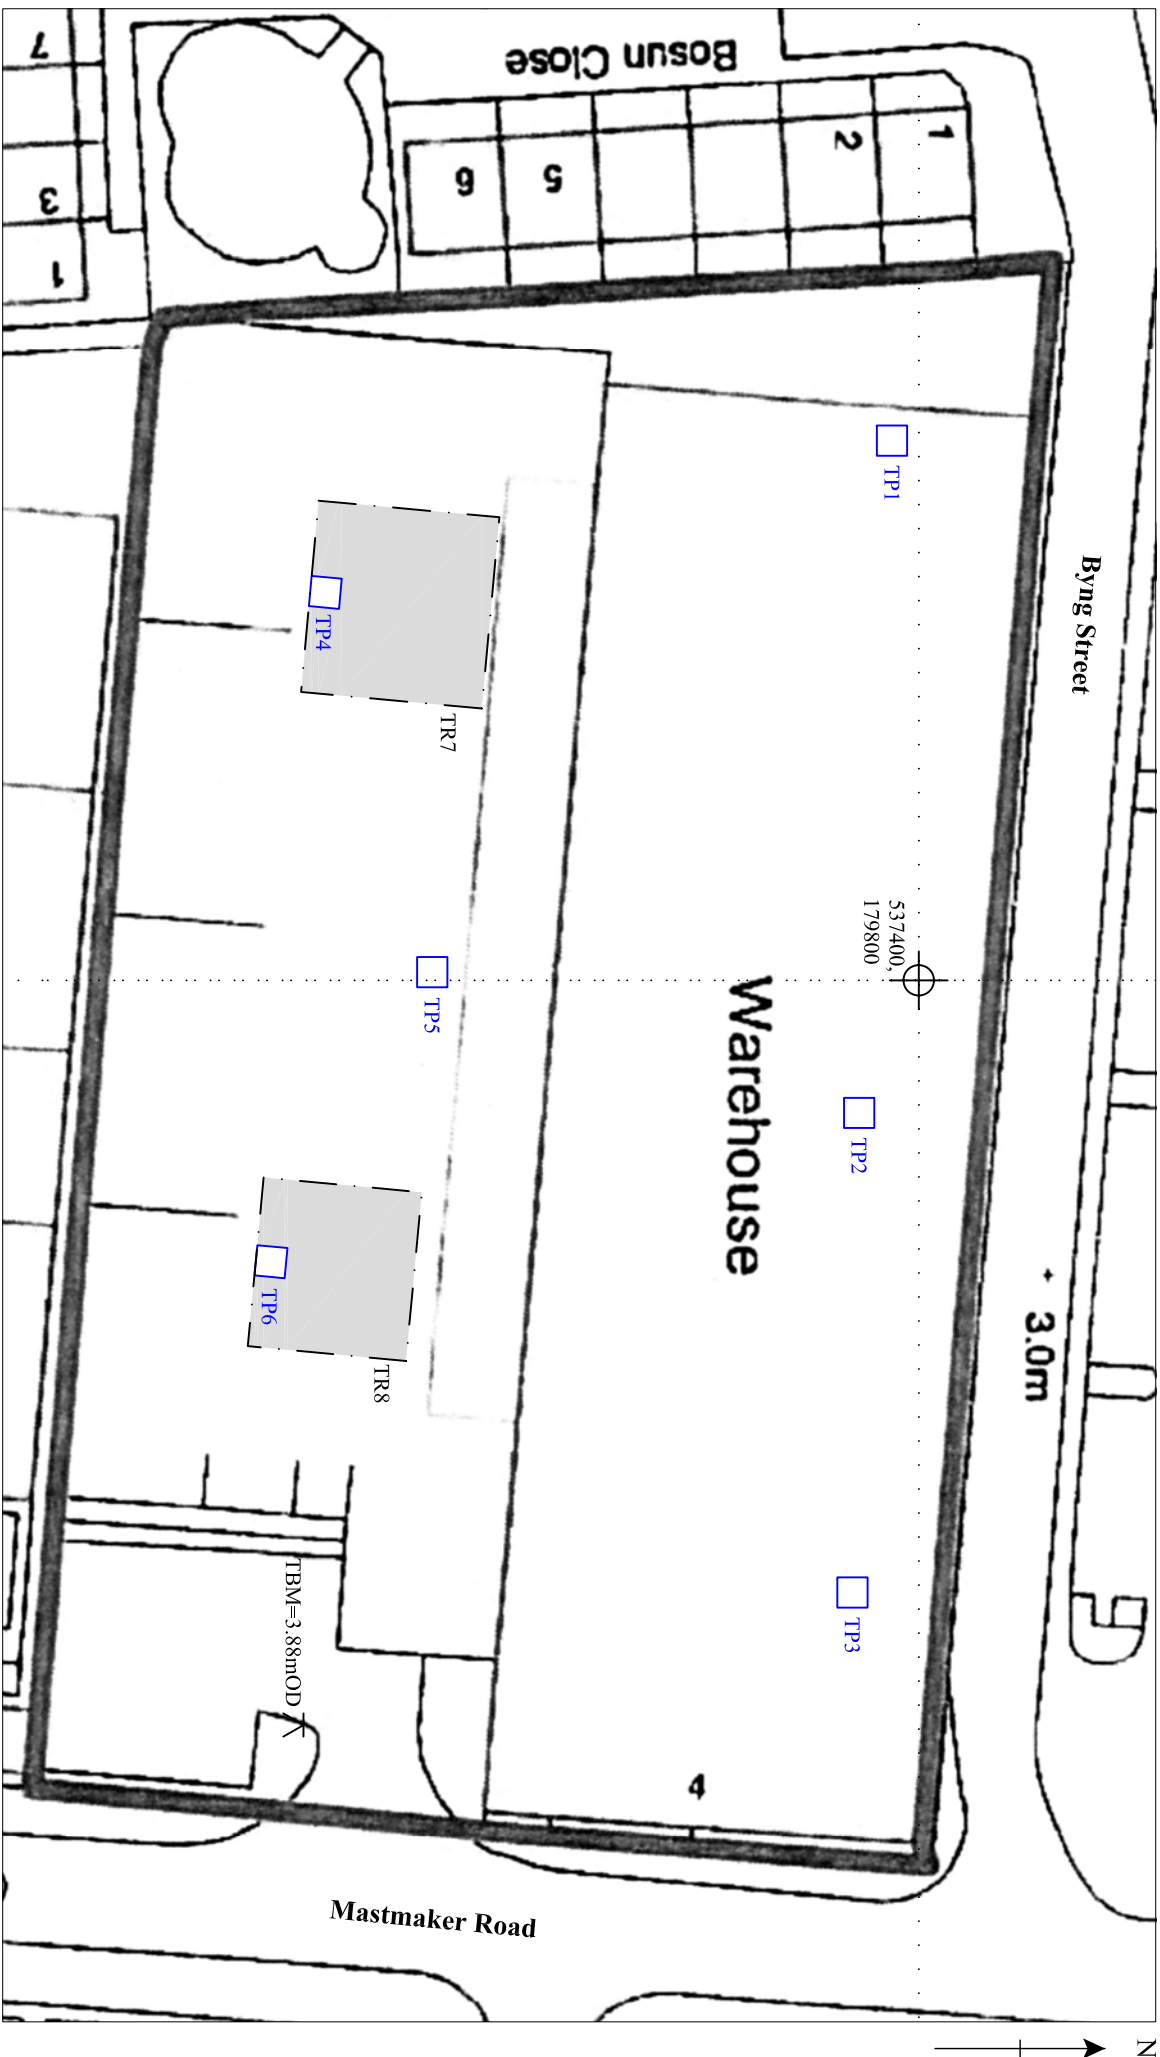 Bosun Close
7
3
1
6
5
2
1
Byng Street
TP1
TP4
TR7
537400,
179800
TP5
Warehouse
TP2
TP6
TR8
+ 3.0m
TP3
TBM=3.88mOD
4
Mastmaker Road
N